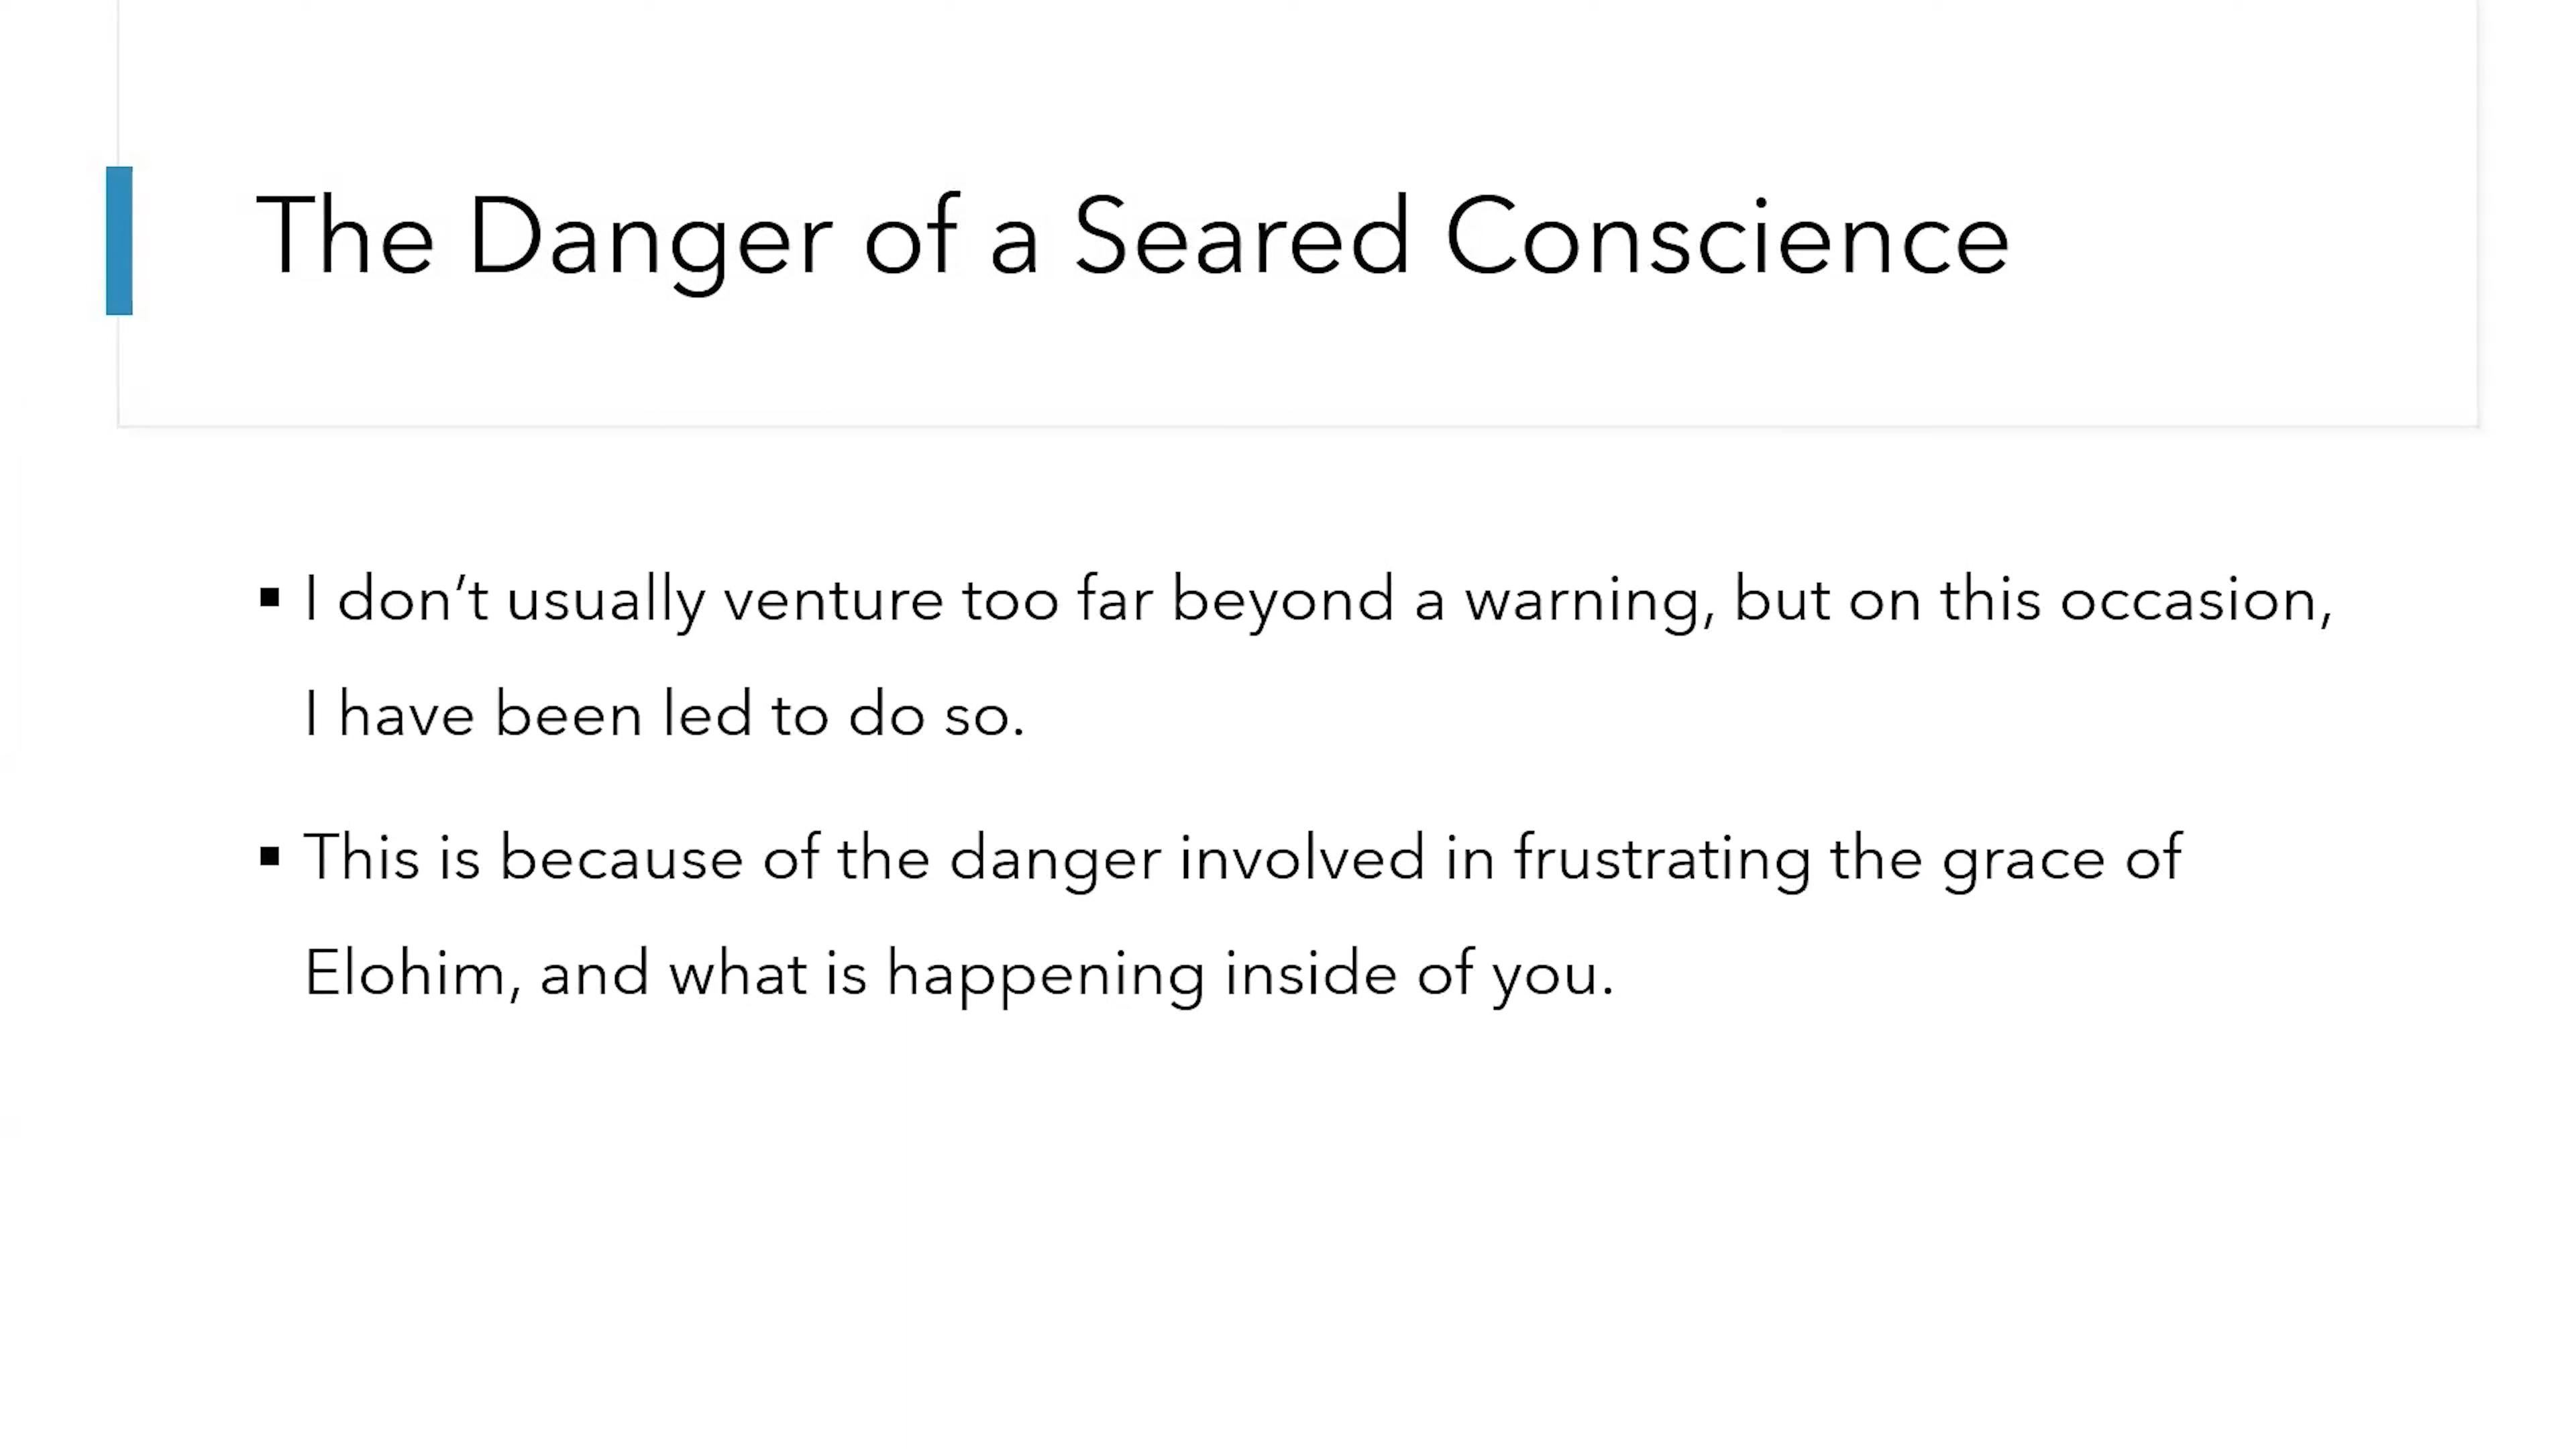 The Danger of a Seared Conscience
▪ I don’t usually venture too far beyond a warning, but on this occasion,
I have been led to do so.
▪ This is because of the danger involved in frustrating the grace of
Elohim, and what is happening inside of you.